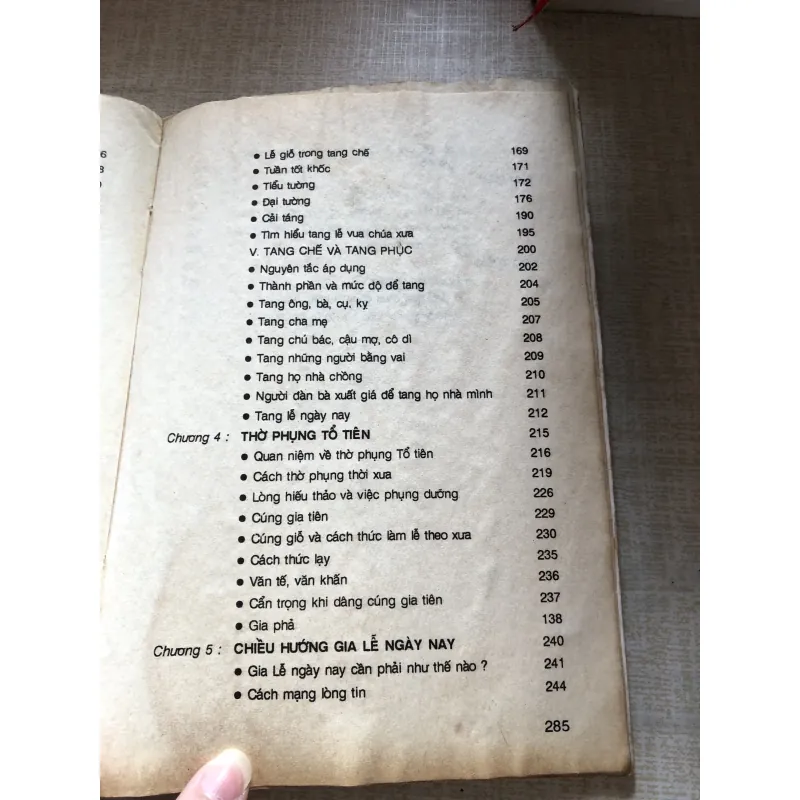 6
8
• Lễ giỗ trong tang chế 169
• Tuần tốt khốc 171
• Tiểu tường 172
• Đại tường 176
• Cải táng 190
• Tìm hiểu tang lễ vua chúa xưa 195
V. TANG CHẾ VÀ TANG PHỤC 200
• Nguyên tắc áp dụng 202
• Thành phần và mức độ để tang 204
• Tang ông, bà, cụ, kỵ 205
• Tang cha mẹ 207
• Tang chú bác, cậu mợ, cô dì 208
• Tang những người bằng vai 209
• Tang họ nhà chồng 210
• Người đàn bà xuất giá để tang họ nhà mình 211
• Tang lễ ngày nay 212
Chương 4 : THỜ PHỤNG TỔ TIÊN 215
• Quan niệm về thờ phụng Tổ tiên 216
• Cách thờ phụng thời xưa 219
• Lòng hiếu thảo và việc phụng dưỡng 226
• Cúng gia tiên 229
• Cúng giỗ và cách thức làm lễ theo xưa 230
• Cách thức lạy 235
• Văn tế, văn khấn 236
• Cẩn trọng khi dâng cúng gia tiên 237
• Gia phả 138
Chương 5 : CHIỀU HƯỚNG GIA LỄ NGÀY NAY 240
• Gia Lễ ngày nay cần phải như thế nào ? 241
• Cách mạng lòng tin 244
285